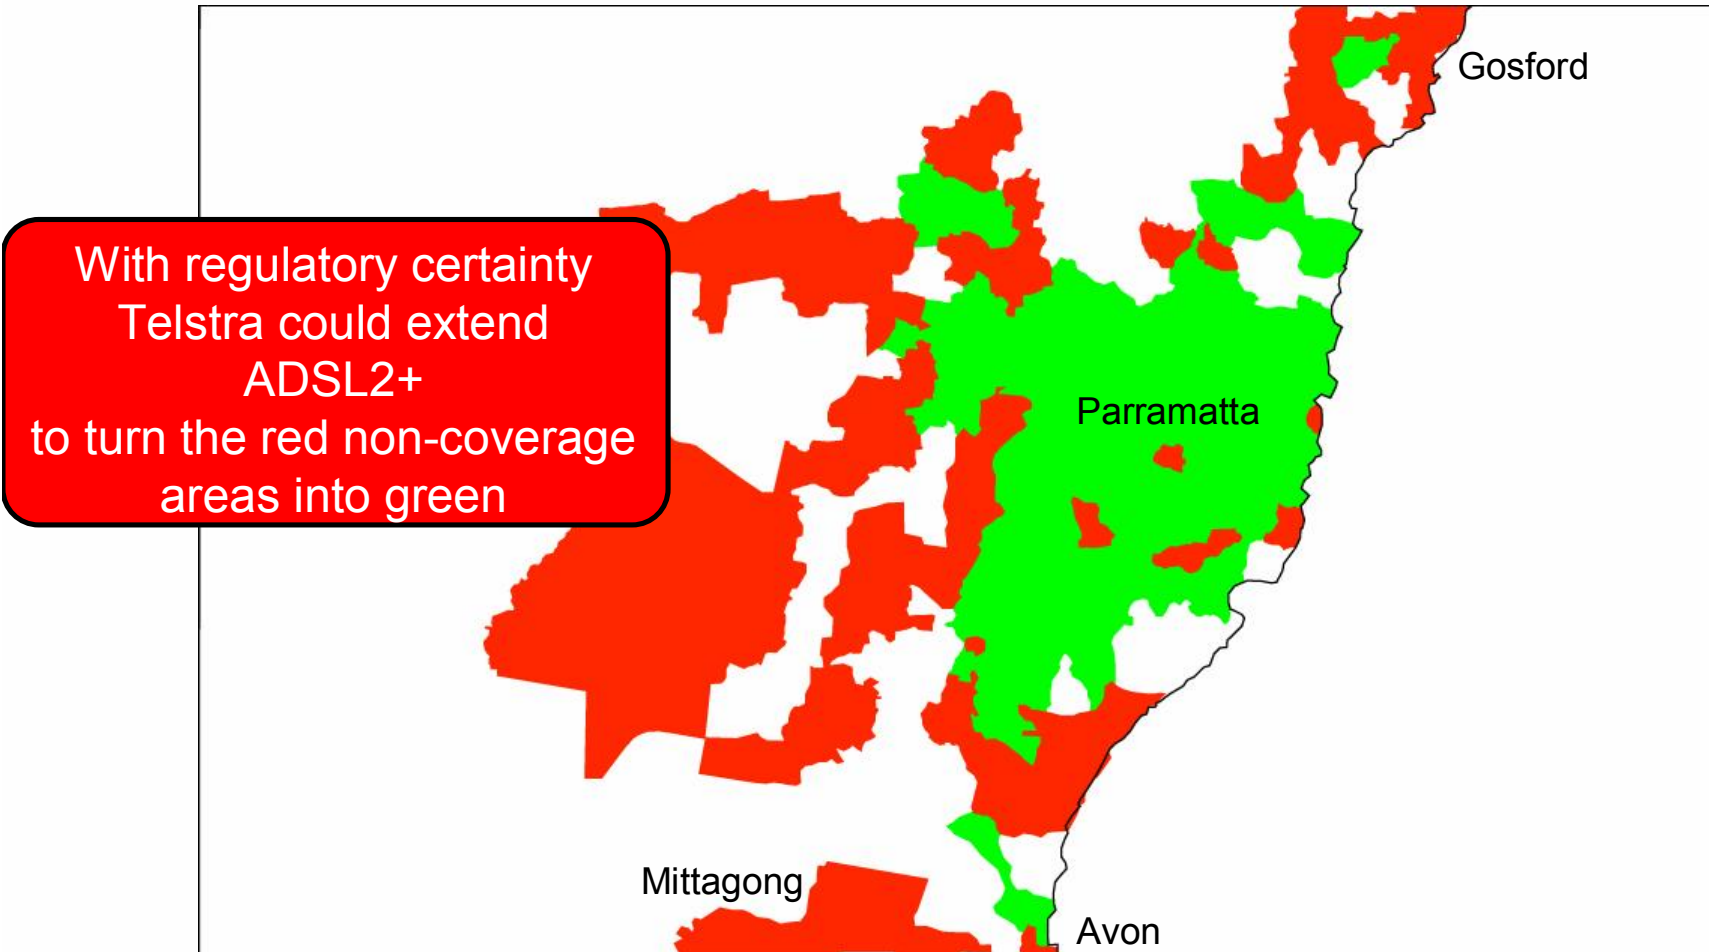 Gosford
With regulatory certainty
Telstra could extend
ADSL2+
to turn the red non-coverage
areas into green
Parramatta
Mittagong
Avon